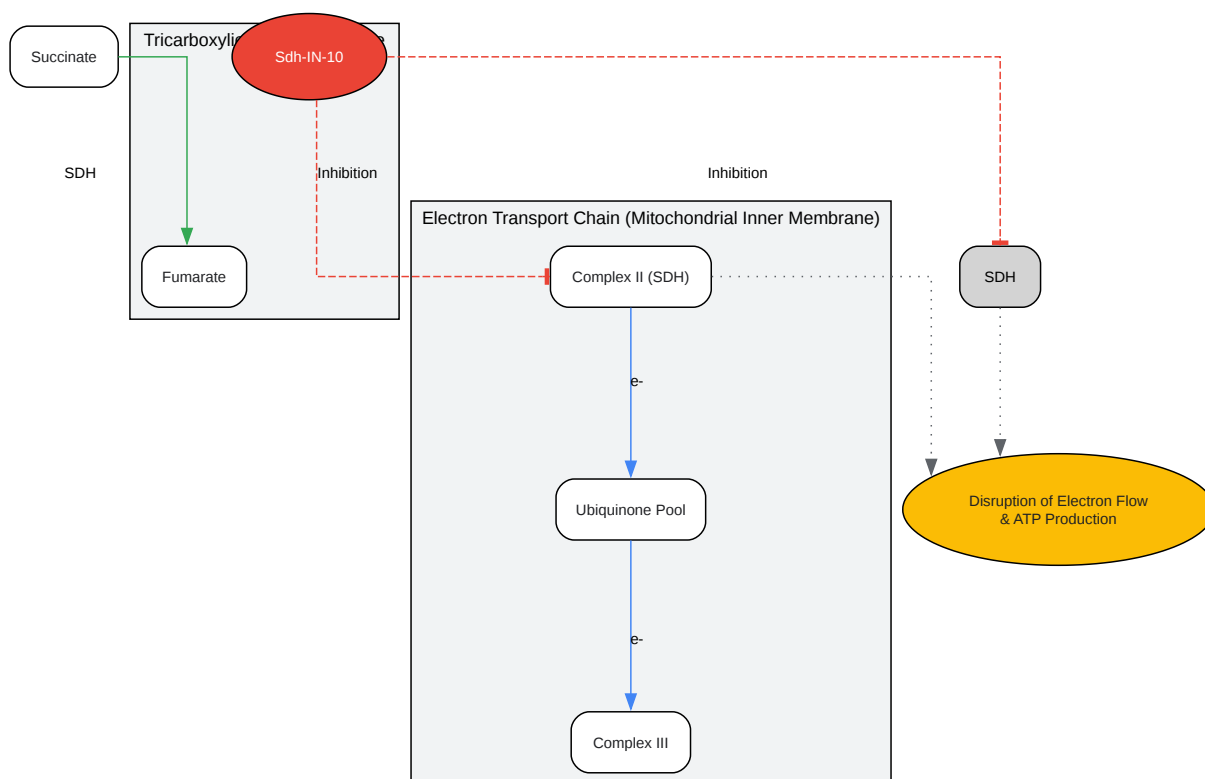 Succinate
Tricarboxyli
Sdh-IN-10
e
SDH
Inhibition
Inhibition
Electron Transport Chain (Mitochondrial Inner Membrane)
Fumarate
Complex II (SDH)
SDH
e-
Ubiquinone Pool
Disruption of Electron Flow
& ATP Production
e-
Complex III